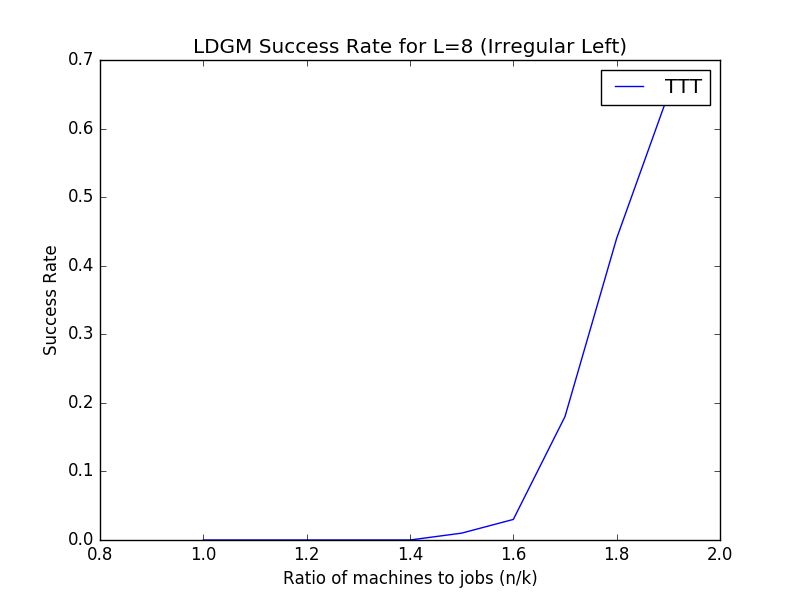 LDGM Success Rate for L=8 (Irregular Left)
TTT
0.7
0.6
0.5
0.4
0.3
0.2
0.1
0.0
Success Rate
0.8 1.0 1.2 1.4 1.6 1.8 2.0
Ratio of machines to jobs (n/k)